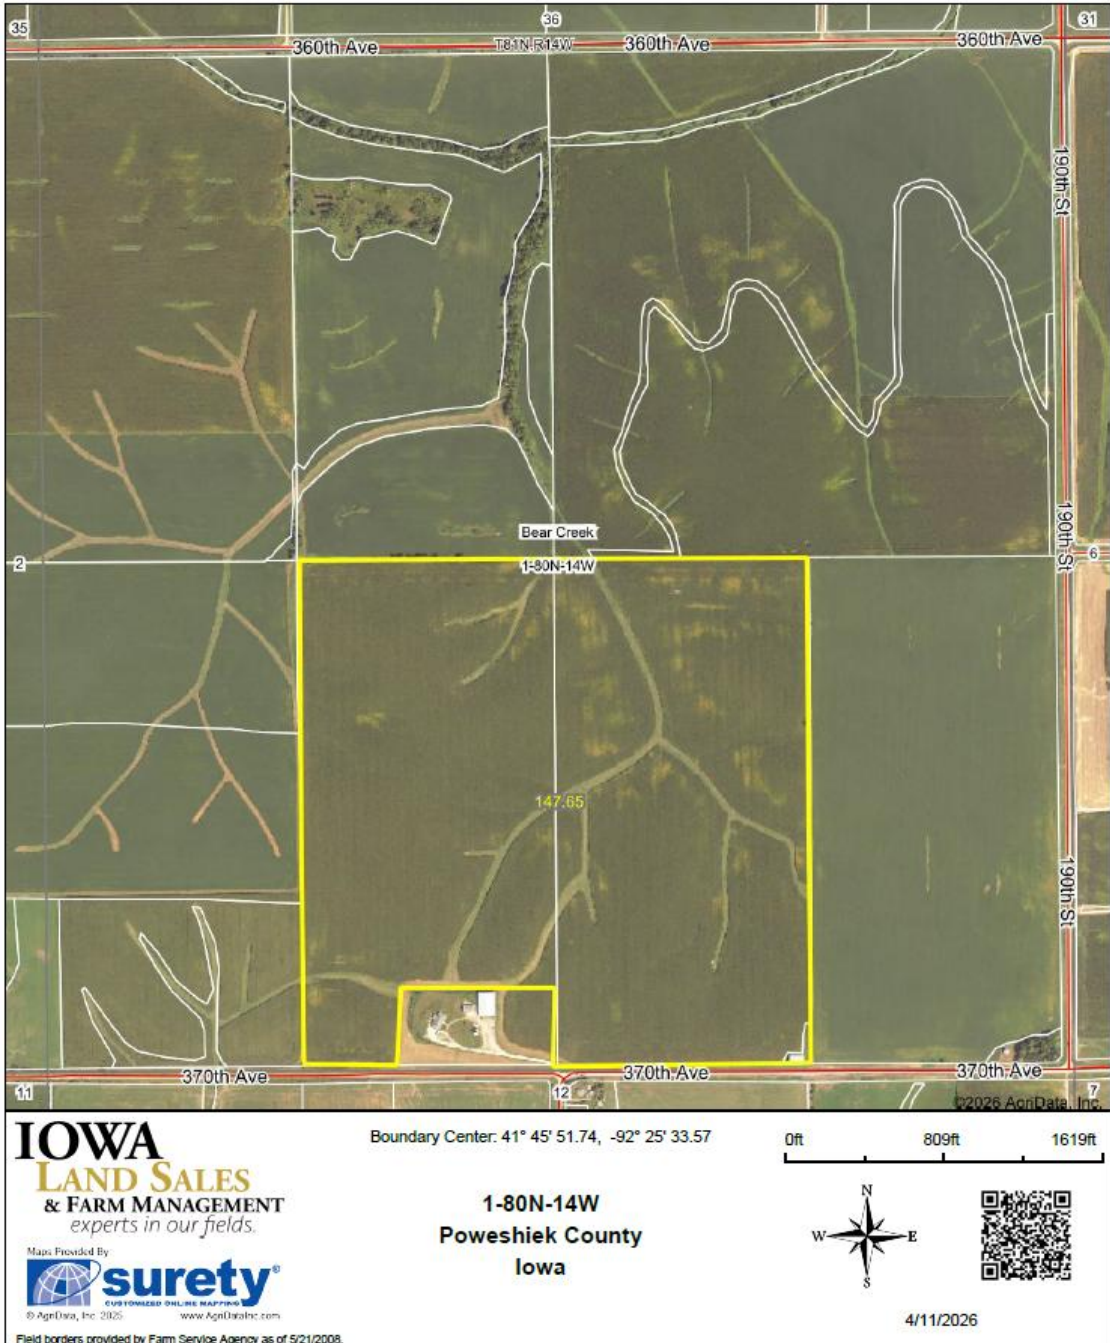 35
36
31
360th Ave
T81N R14W
360th Ave
360th Ave
190th St
Bear Creek
190th St
2
1-80N-14W
6
147.65
190th St
370th Ave
370th Ave
370th Ave
11
12
7
©2026 AgriData, Inc.
IOWA
LAND SALES
& FARM MANAGEMENT
experts in our fields.
Maps Provided By
surety®
CUSTOMIZED ONLINE MAPPING
© AgriData, Inc. 2025 www.AgriDataInc.com
Field borders provided by Farm Service Agency as of 5/21/2008.
Boundary Center: 41° 45' 51.74, -92° 25' 33.57
1-80N-14W
Poweshiek County
Iowa
0ft 809ft 1619ft
N
W E
S
4/11/2026